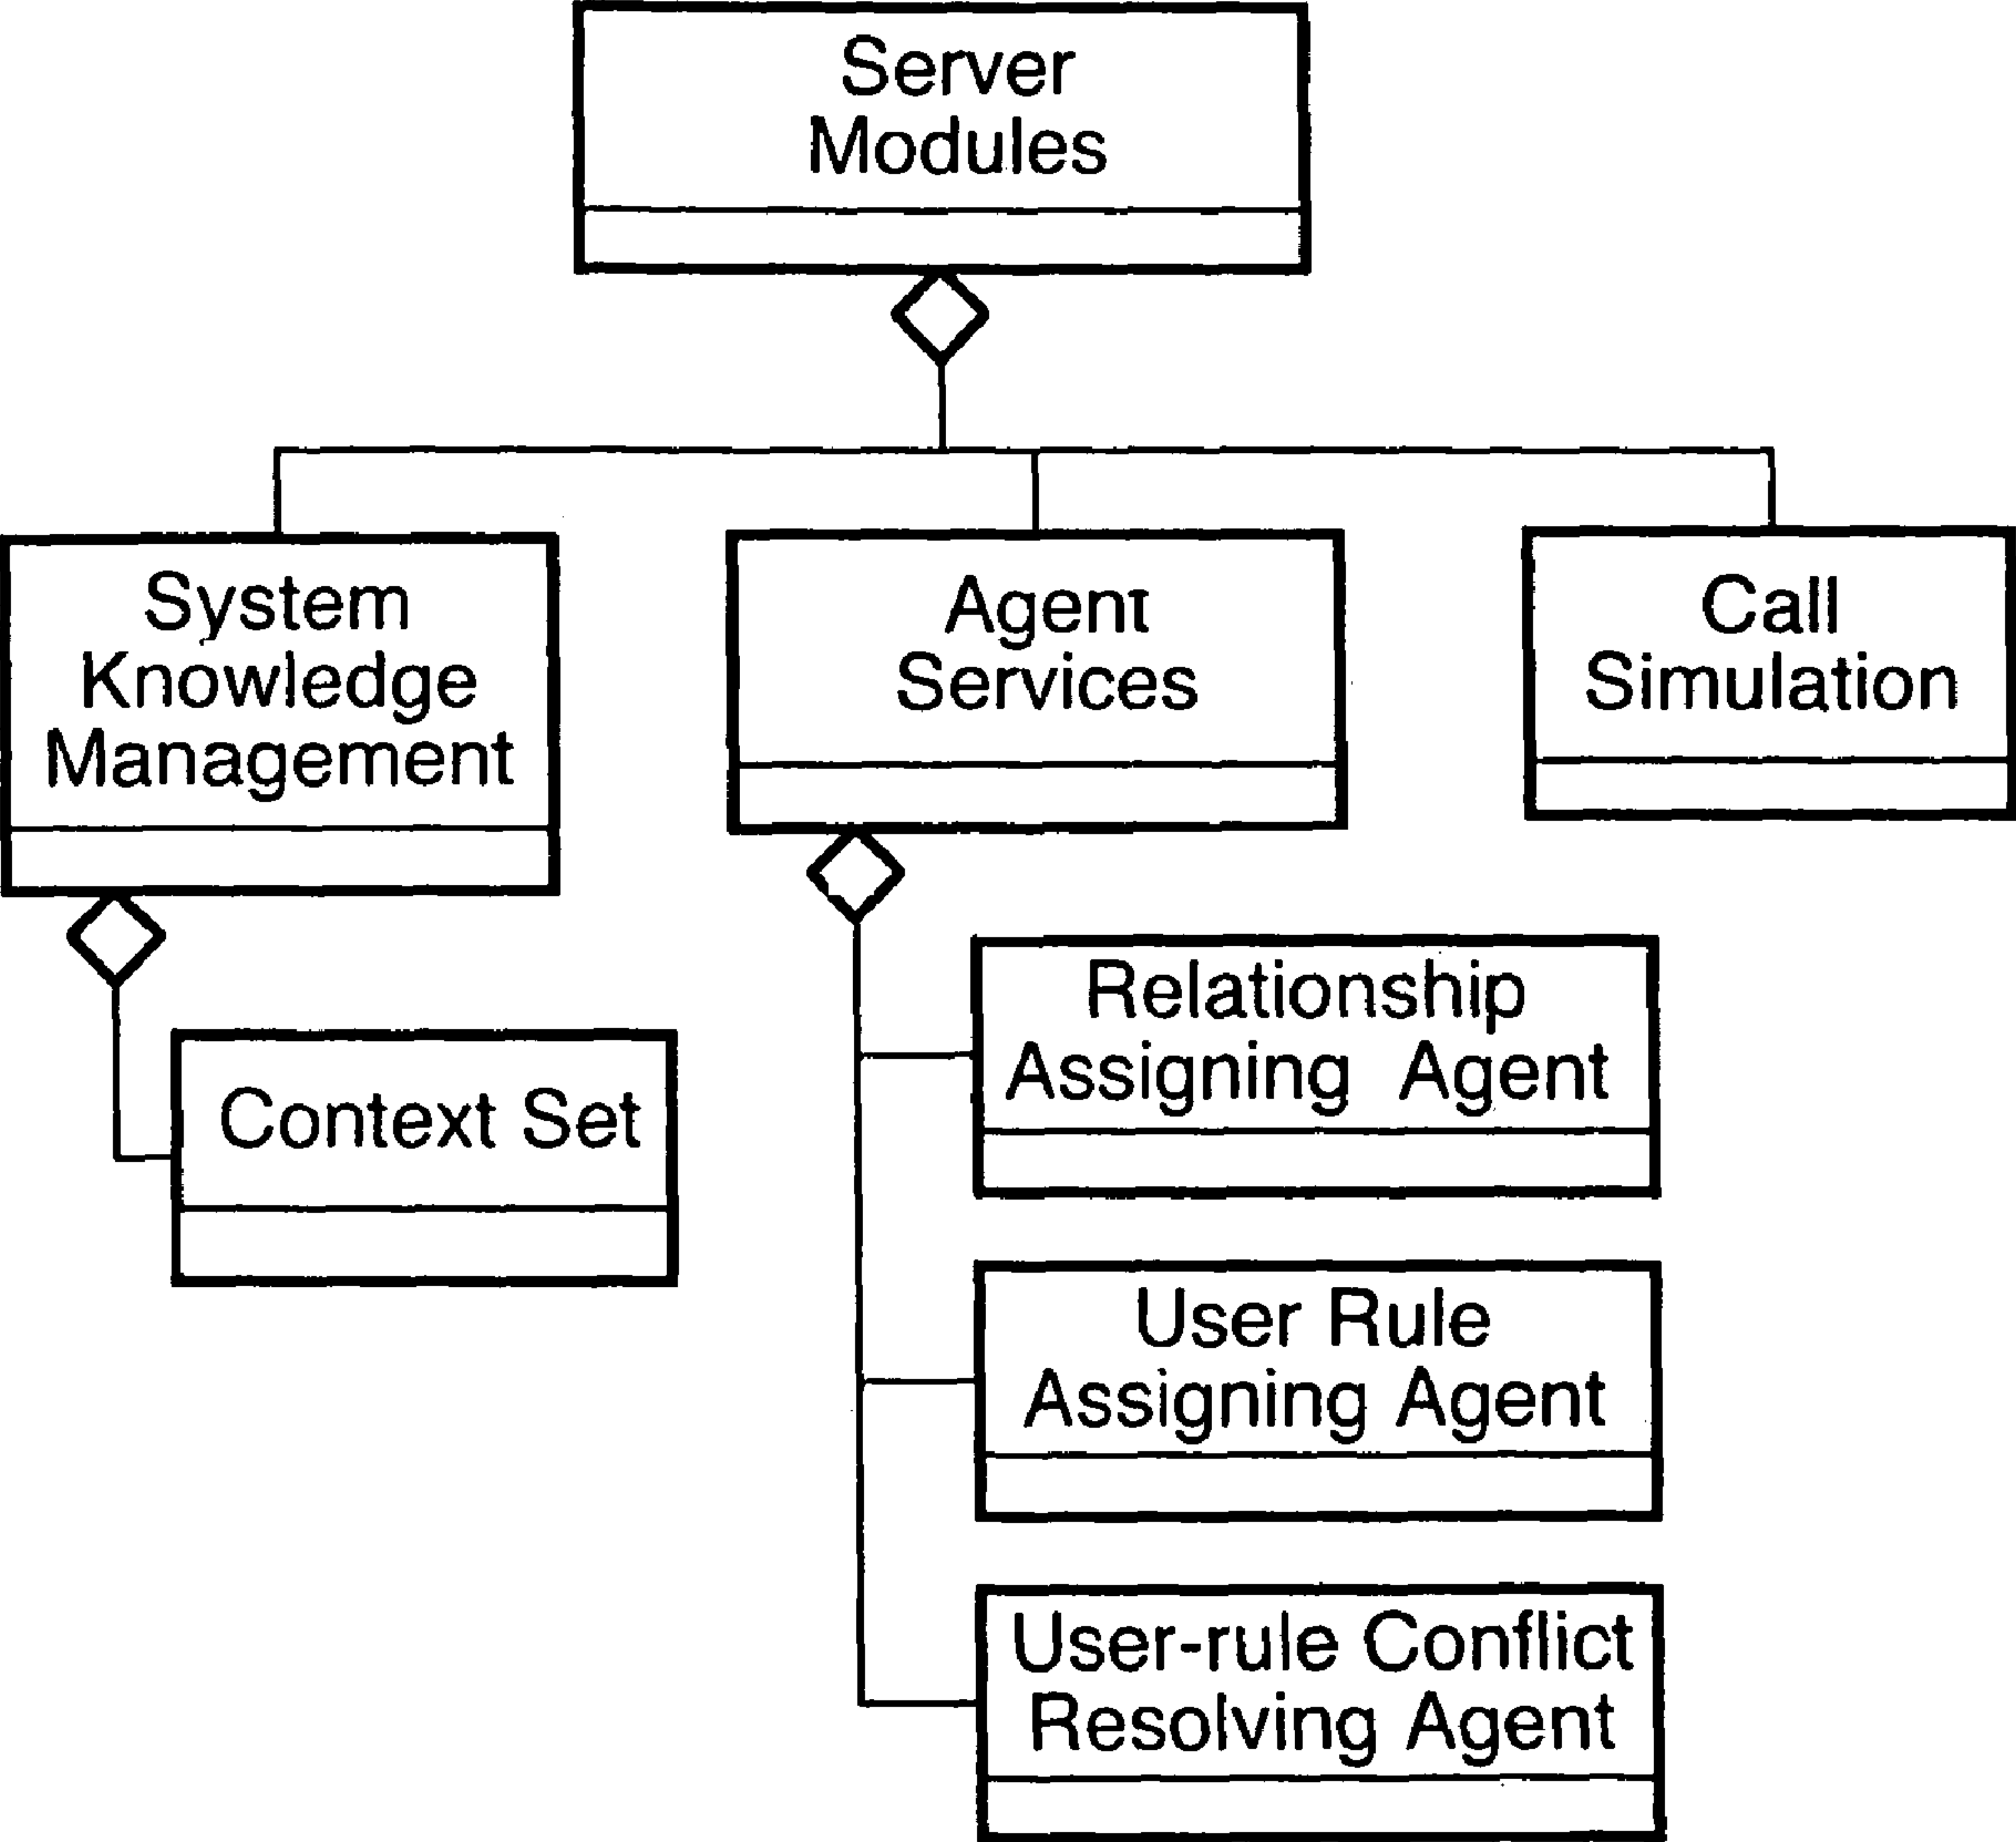 Server
Modules
System
Knowledge
Management
Agent
Services
Call
Simulation
Context Set
Relationship
Assigning Agent
User Rule
Assigning Agent
User-rule Conflict
Resolving Agent